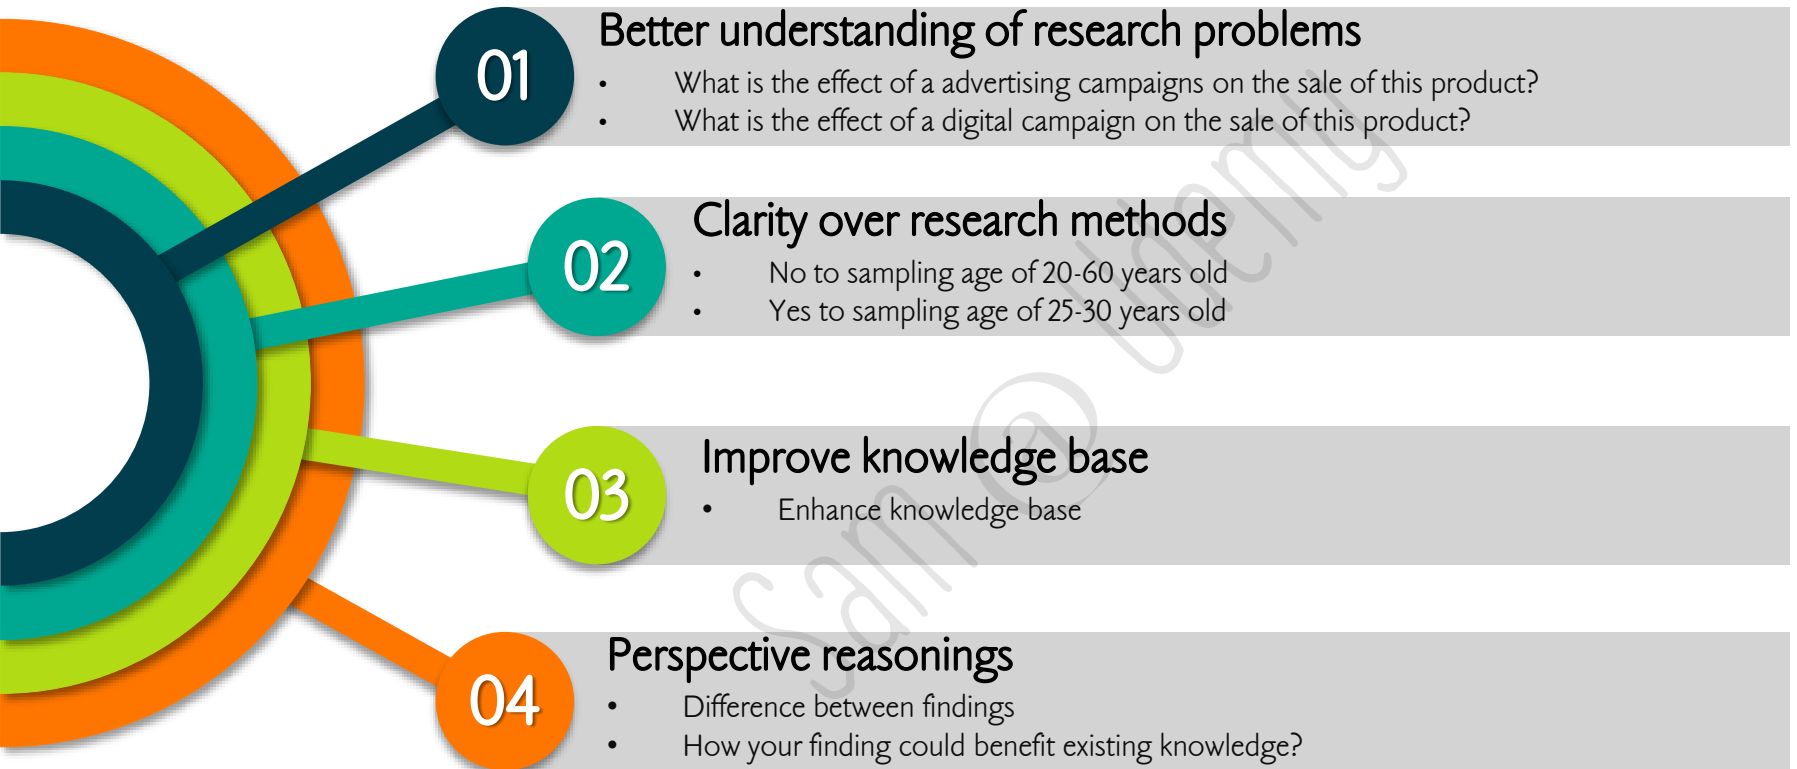 01
Better understanding of research problems
• What is the effect of a advertising campaigns on the sale of this product?
• What is the effect of a digital campaign on the sale of this product?
02
Clarity over research methods
• No to sampling age of 20-60 years old
• Yes to sampling age of 25-30 years old
03
Improve knowledge base
• Enhance knowledge base
04
Perspective reasonings
• Difference between findings
• How your finding could benefit existing knowledge?
Sam @ Udemy